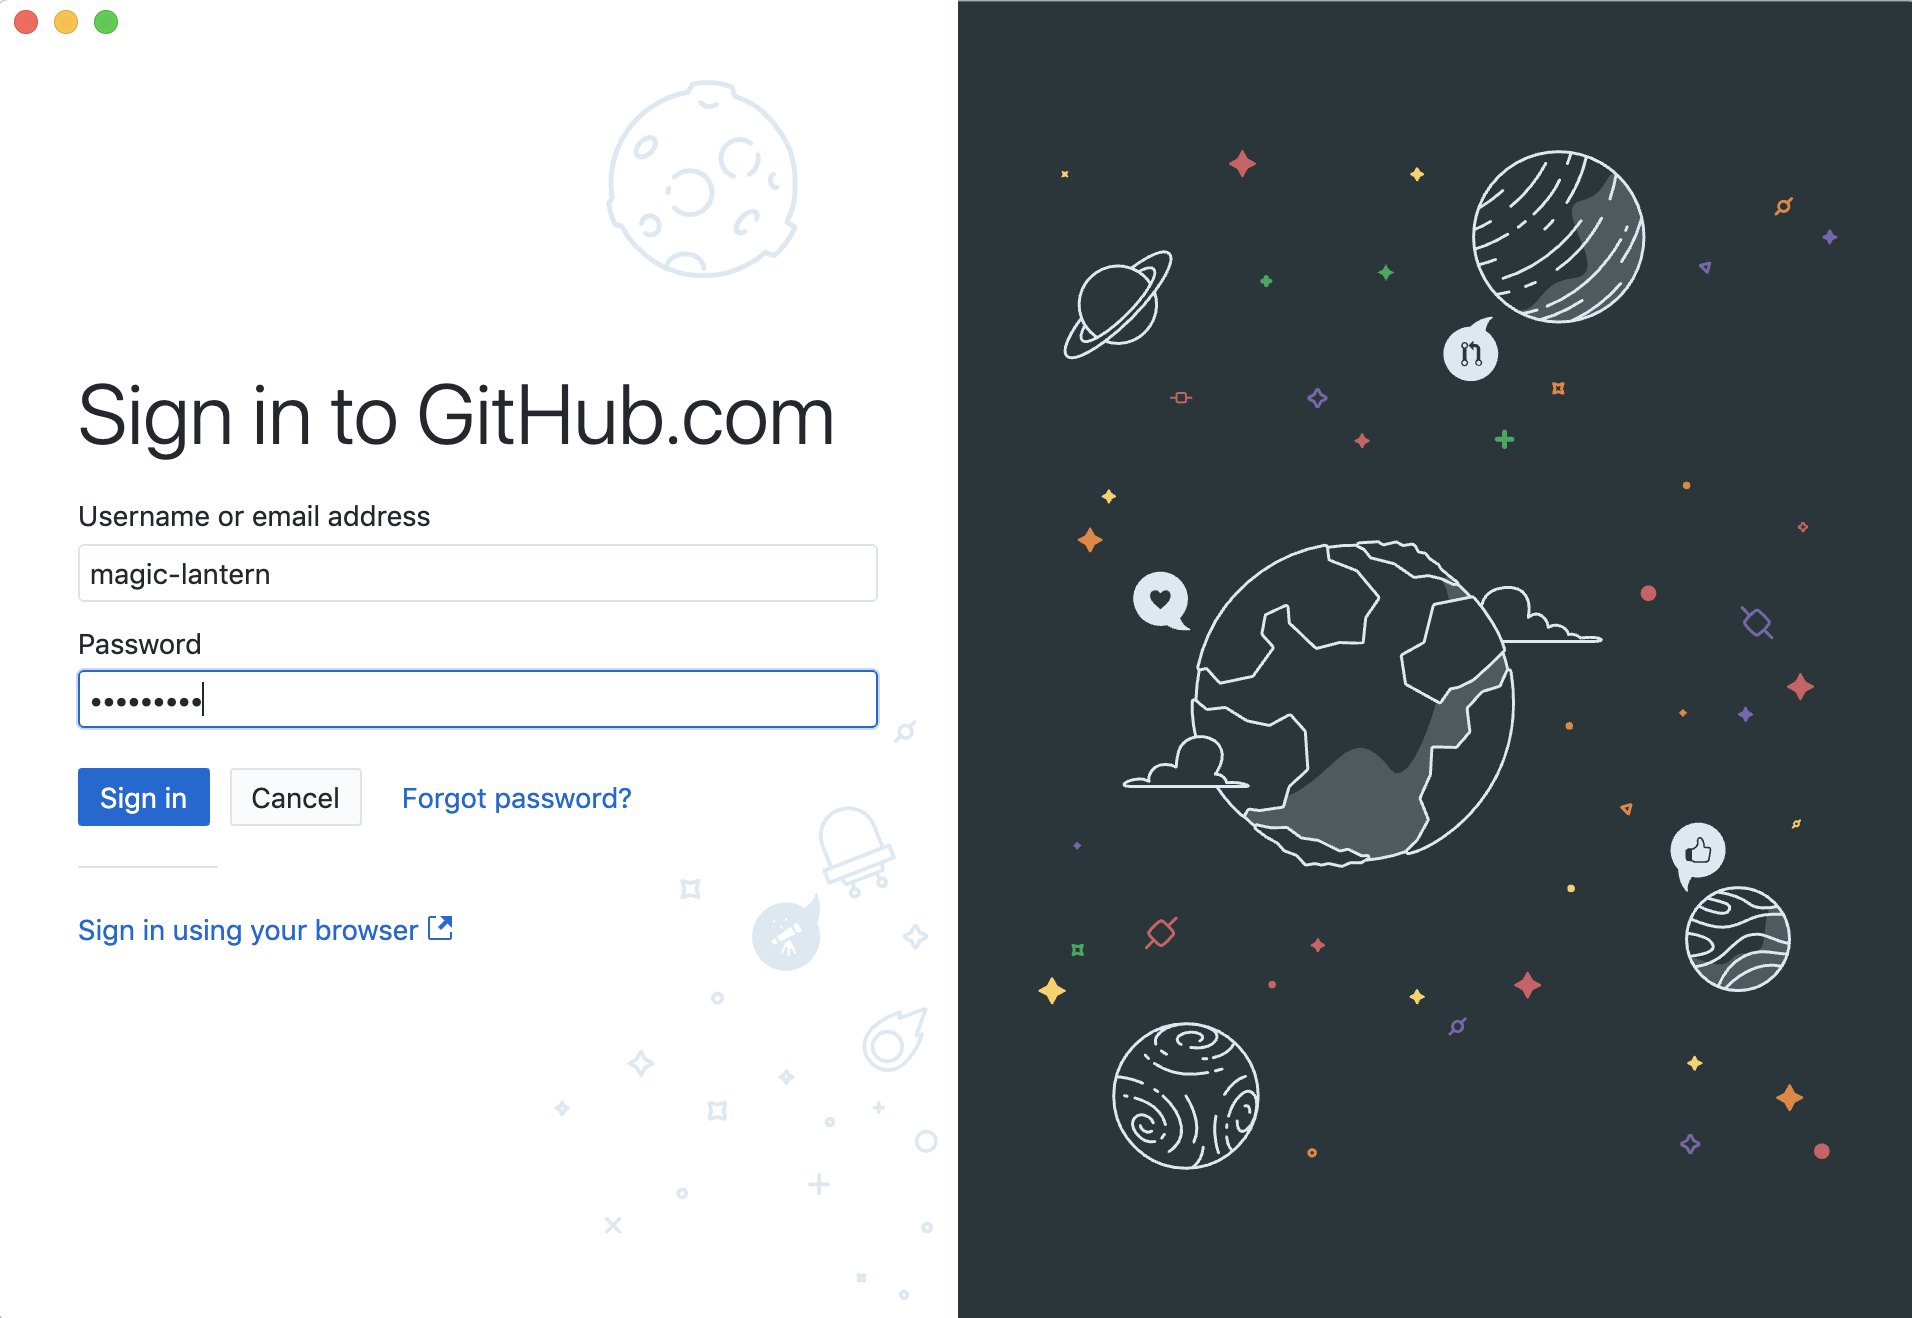 Sign in to GitHub.com
Username or email address
magic-lantern
Password
•••••••••
Sign in Cancel Forgot password?
Sign in using your browser